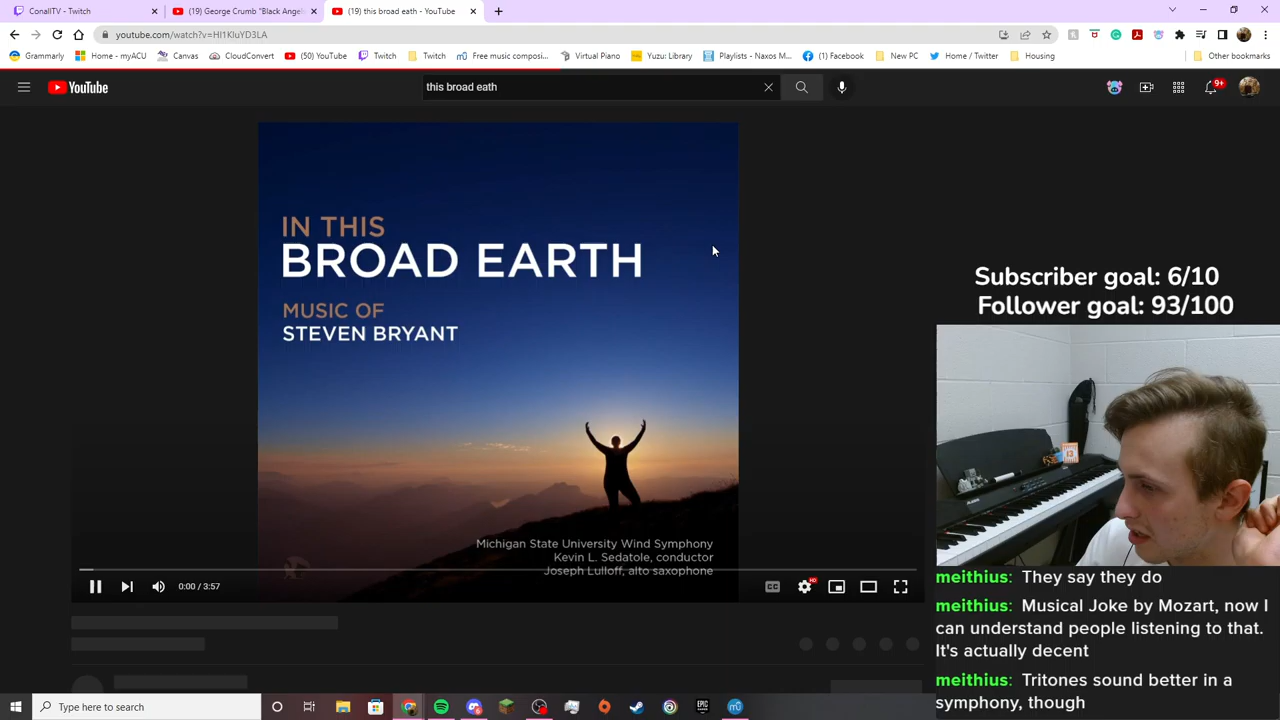 ConallTV - Twitch
(19) George Crumb "Black Angel
(19) this broad eath - YouTube
youtube.com/watch?v=HI1KIuYD3LA
Grammarly
Home - myACU
Canvas
CloudConvert
(50) YouTube
Twitch
Twitch
Free music composi...
Virtual Piano
Yuzu: Library
Playlists - Naxos M...
(1) Facebook
New PC
Home / Twitter
Housing
Other bookmarks
YouTube
this broad eath
9+
IN THIS
BROAD EARTH
MUSIC OF
STEVEN BRYANT
Michigan State University Wind Symphony
Kevin L. Sedatole, conductor
Joseph Lulloff, alto saxophone
0:00 / 3:57
CC
HD
Subscriber goal: 6/10
Follower goal: 93/100
meithius: They say they do
meithius: Musical Joke by Mozart, now I
can understand people listening to that.
It's actually decent
meithius: Tritones sound better in a
symphony, though
Type here to search
EPIC